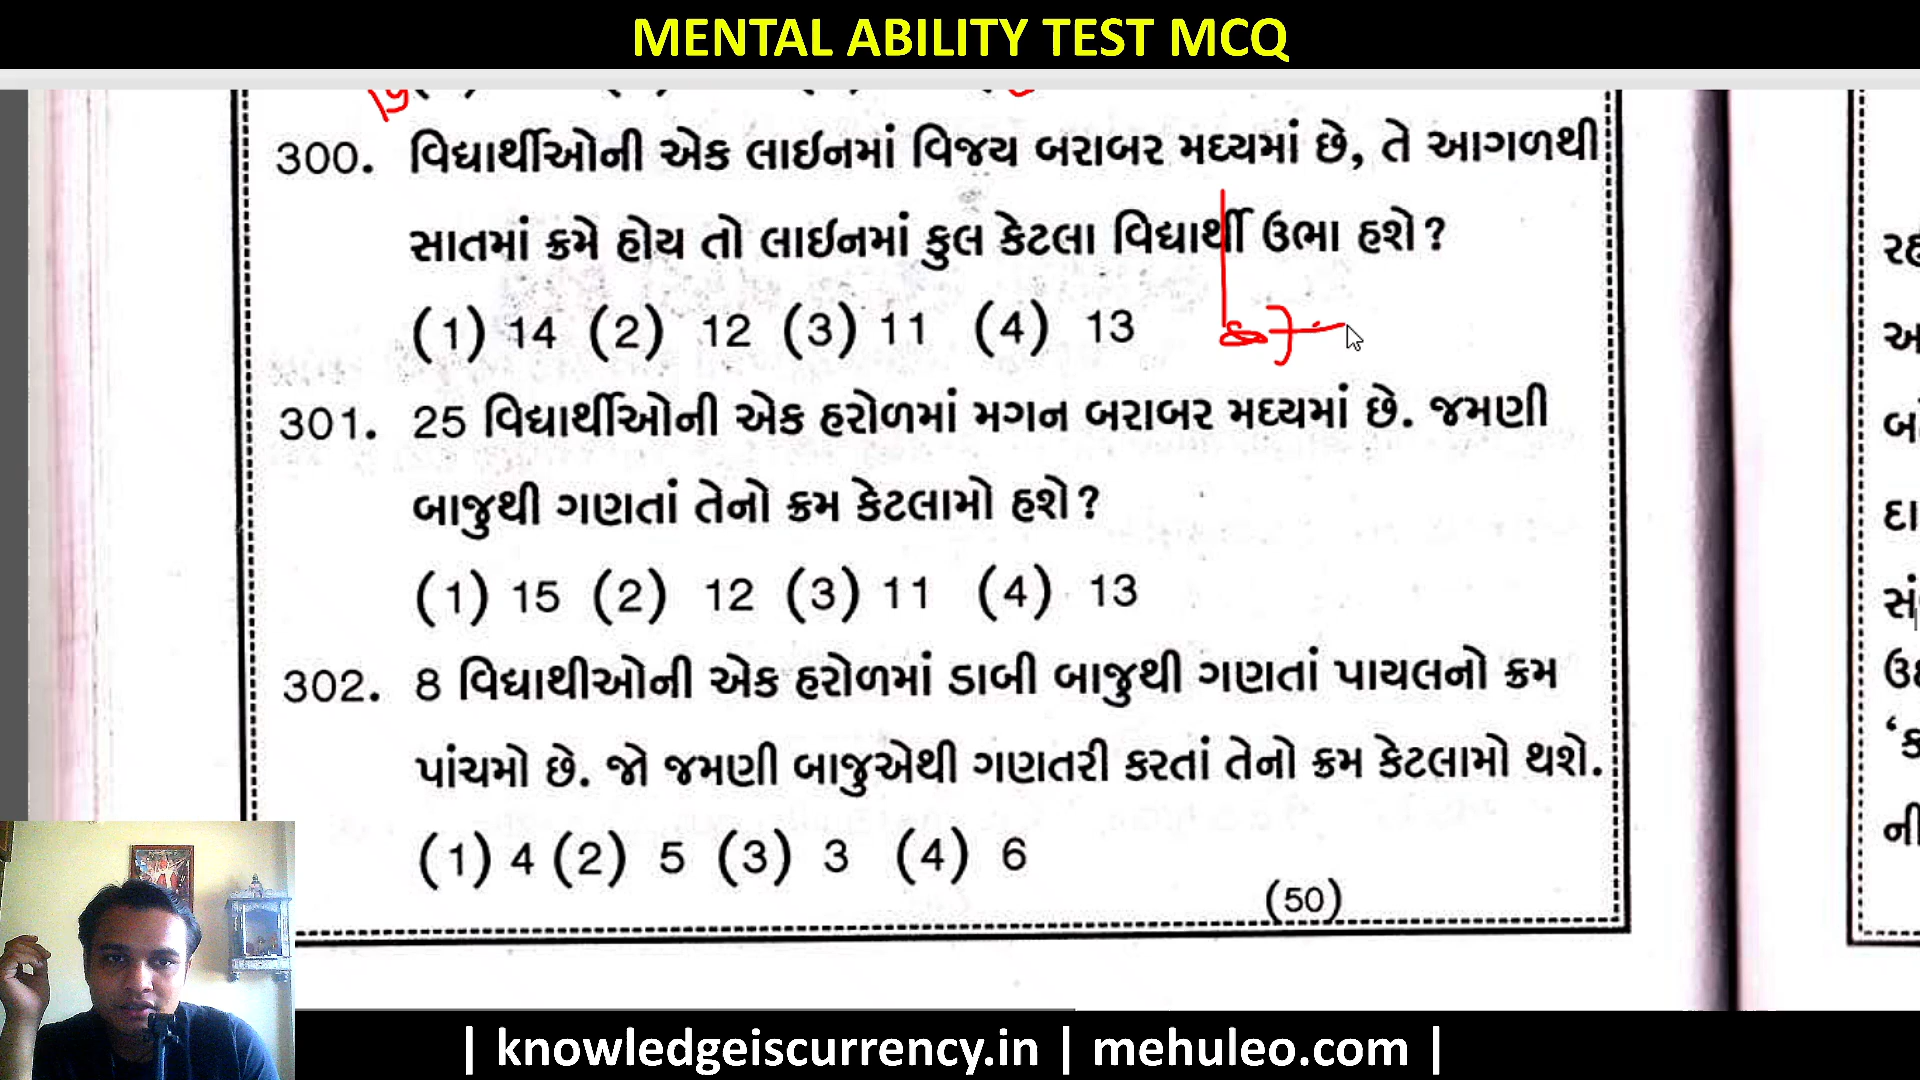 MENTAL ABILITY TEST MCQ
300. વિદ્યાર્થીઓની એક લાઈનમાં વિજય બરાબર મધ્યમાં છે, તે આગળથી
સાતમાં ક્રમે હોય તો લાઈનમાં કુલ કેટલા વિદ્યાર્થી ઉભા હશે?
(1) 14 (2) 12 (3) 11 (4) 13
301. 25 વિદ્યાર્થીઓની એક હરોળમાં મગન બરાબર મધ્યમાં છે. જમણી
બાજુથી ગણતાં તેનો ક્રમ કેટલામો હશે?
(1) 15 (2) 12 (3) 11 (4) 13
302. 8 વિદ્યાથીઓની એક હરોળમાં ડાબી બાજુથી ગણતાં પાયલનો ક્રમ
પાંચમો છે. જો જમણી બાજુએથી ગણતરી કરતાં તેનો ક્રમ કેટલામો થશે.
(1) 4 (2) 5 (3) 3 (4) 6
(50)
| knowledgeiscurrency.in | mehuleo.com |